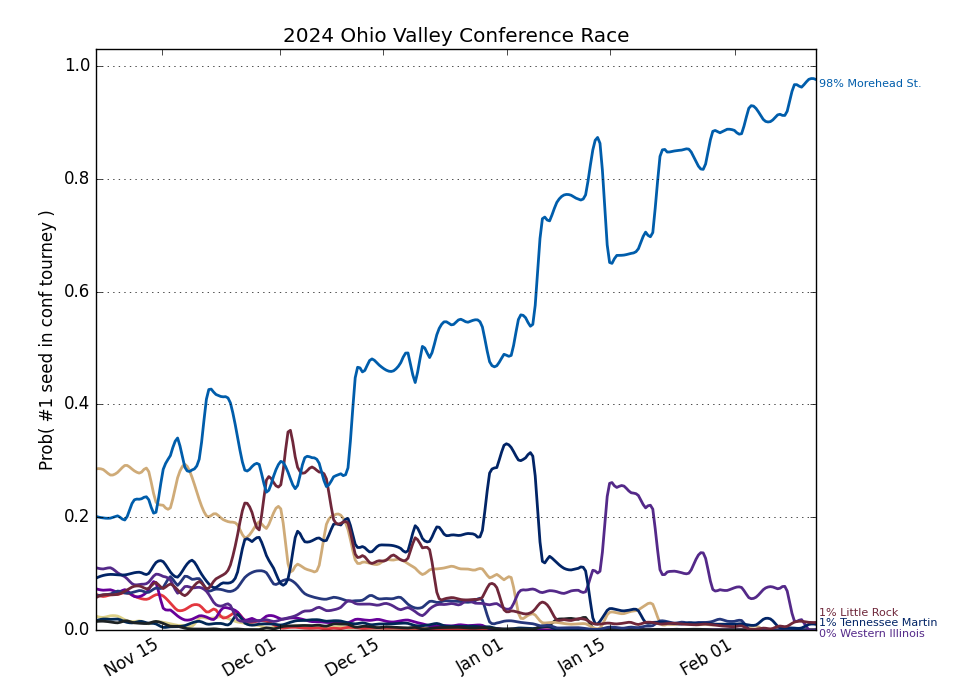 2024 Ohio Valley Conference Race
Prob( #1 seed in conf tourney )
1.0
0.8
0.6
0.4
0.2
0.0
Nov 15
Dec 01
Dec 15
Jan 01
Jan 15
Feb 01
98% Morehead St.
1% Little Rock
1% Tennessee Martin
0% Western Illinois